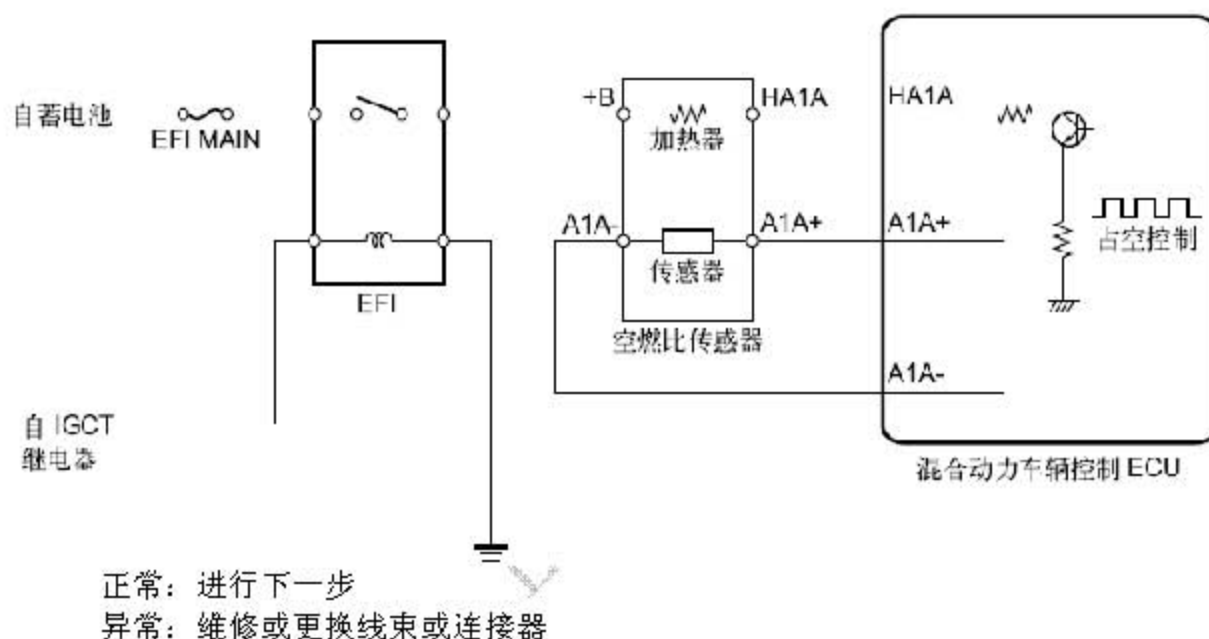 自蓄电池
EFI MAIN
EFI
自 IGCT
继电器
+B
HA1A
加热器
A1A-
A1A+
传感器
空燃比传感器
HA1A
A1A+
占空控制
A1A-
混合动力车辆控制 ECU
正常：进行下一步
异常：维修或更换线束或连接器